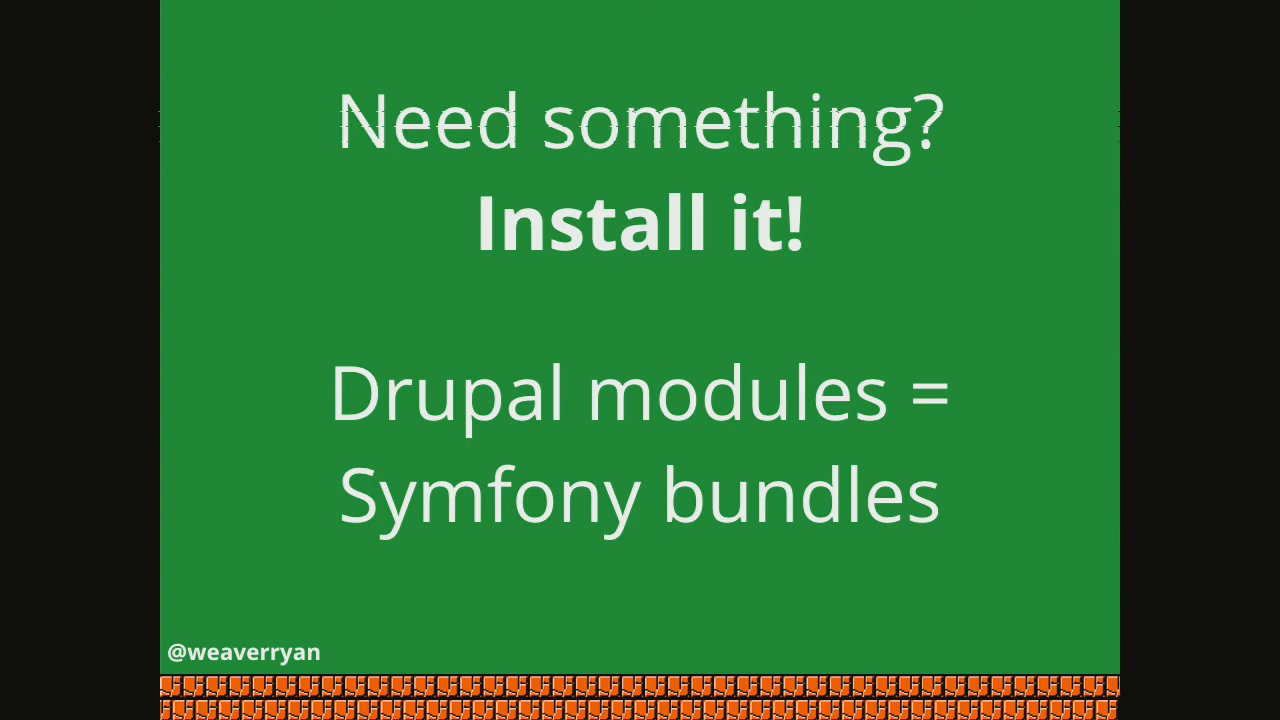 Need something?
Install it!
Drupal modules =
Symfony bundles
@weaverryan